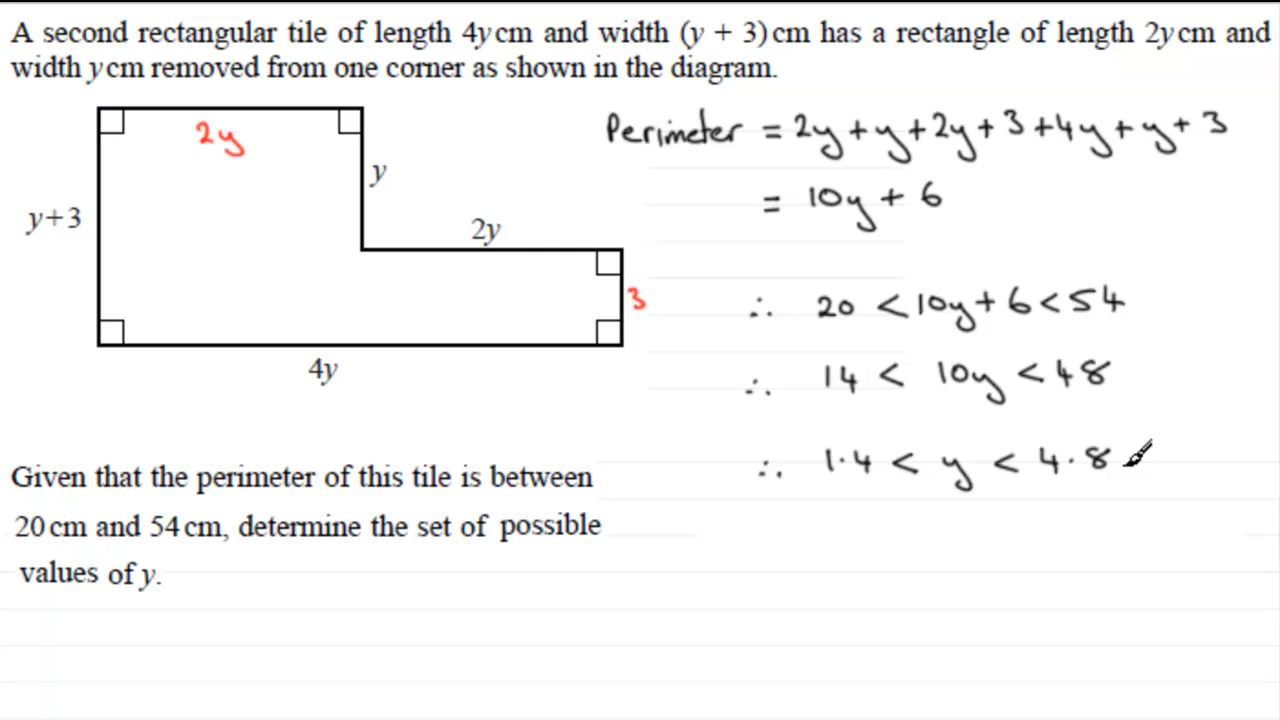 A second rectangular tile of length 4y cm and width (y + 3) cm has a rectangle of length 2y cm and
width y cm removed from one corner as shown in the diagram.
2y
y
y+3
2y
3
4y
Perimeter = 2y + y + 2y + 3 + 4y + y + 3
= 10y + 6
∴ 20 < 10y + 6 < 54
∴ 14 < 10y < 48
∴ 1.4 < y < 4.8
Given that the perimeter of this tile is between
20 cm and 54 cm, determine the set of possible
values of y.